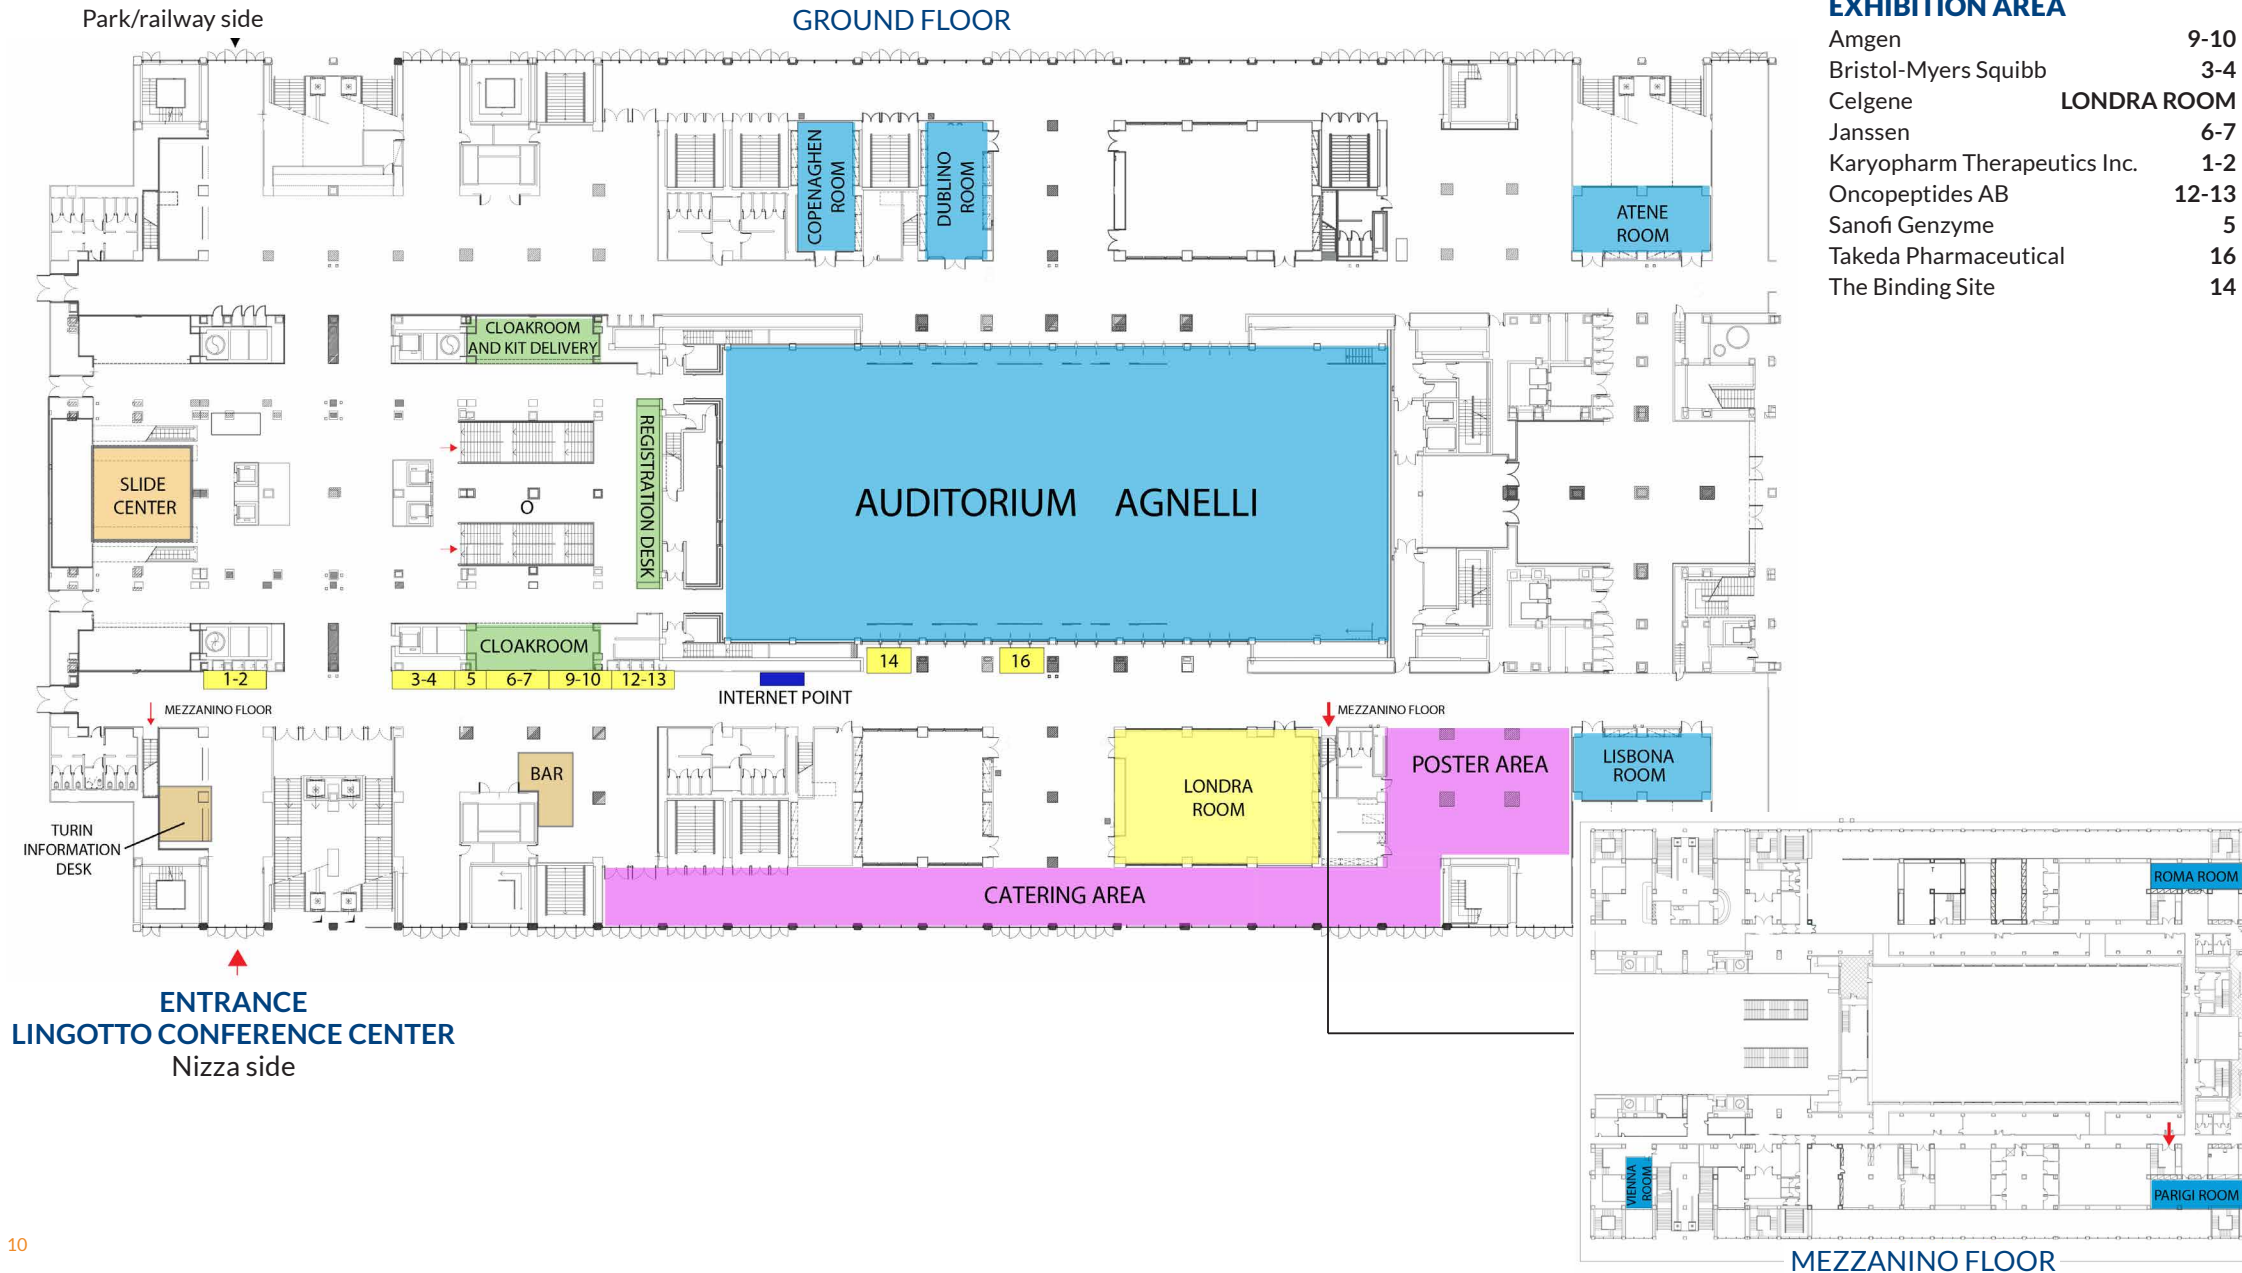 Park/railway side
GROUND FLOOR
EXHIBITION AREA
Amgen 9-10
Bristol-Myers Squibb 3-4
Celgene LONDRA ROOM
Janssen 6-7
Karyopharm Therapeutics Inc. 1-2
Oncopeptides AB 12-13
Sanofi Genzyme 5
Takeda Pharmaceutical 16
The Binding Site 14
COPENAGHEN
ROOM
DUBLINO
ROOM
ATENE
ROOM
CLOAKROOM
AND KIT DELIVERY
REGISTRATION DESK
SLIDE
CENTER
O
AUDITORIUM AGNELLI
CLOAKROOM
1-2
3-4
5
6-7
9-10
12-13
14
16
INTERNET POINT
MEZZANINO FLOOR
MEZZANINO FLOOR
BAR
LONDRA
ROOM
POSTER AREA
LISBONA
ROOM
TURIN
INFORMATION
DESK
CATERING AREA
ENTRANCE
LINGOTTO CONFERENCE CENTER
Nizza side
ROMA ROOM
VIENNA
ROOM
PARIGI ROOM
MEZZANINO FLOOR
10